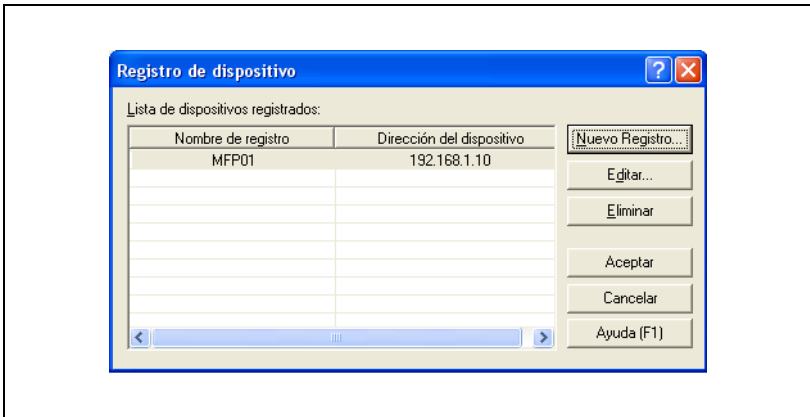 Registro de dispositivo
Lista de dispositivos registrados:
Nombre de registro Dirección del dispositivo
MFP01 192.168.1.10
Nuevo Registro...
Editar...
Eliminar
Aceptar
Cancelar
Ayuda (F1)